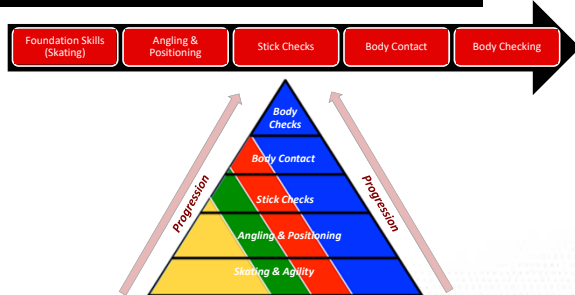 Foundation Skills
(Skating)
Angling &
Positioning
Stick Checks
Body Contact
Body Checking
Body
Checks
Body Contact
Stick Checks
Angling & Positioning
Skating & Agility
Progression
Progression